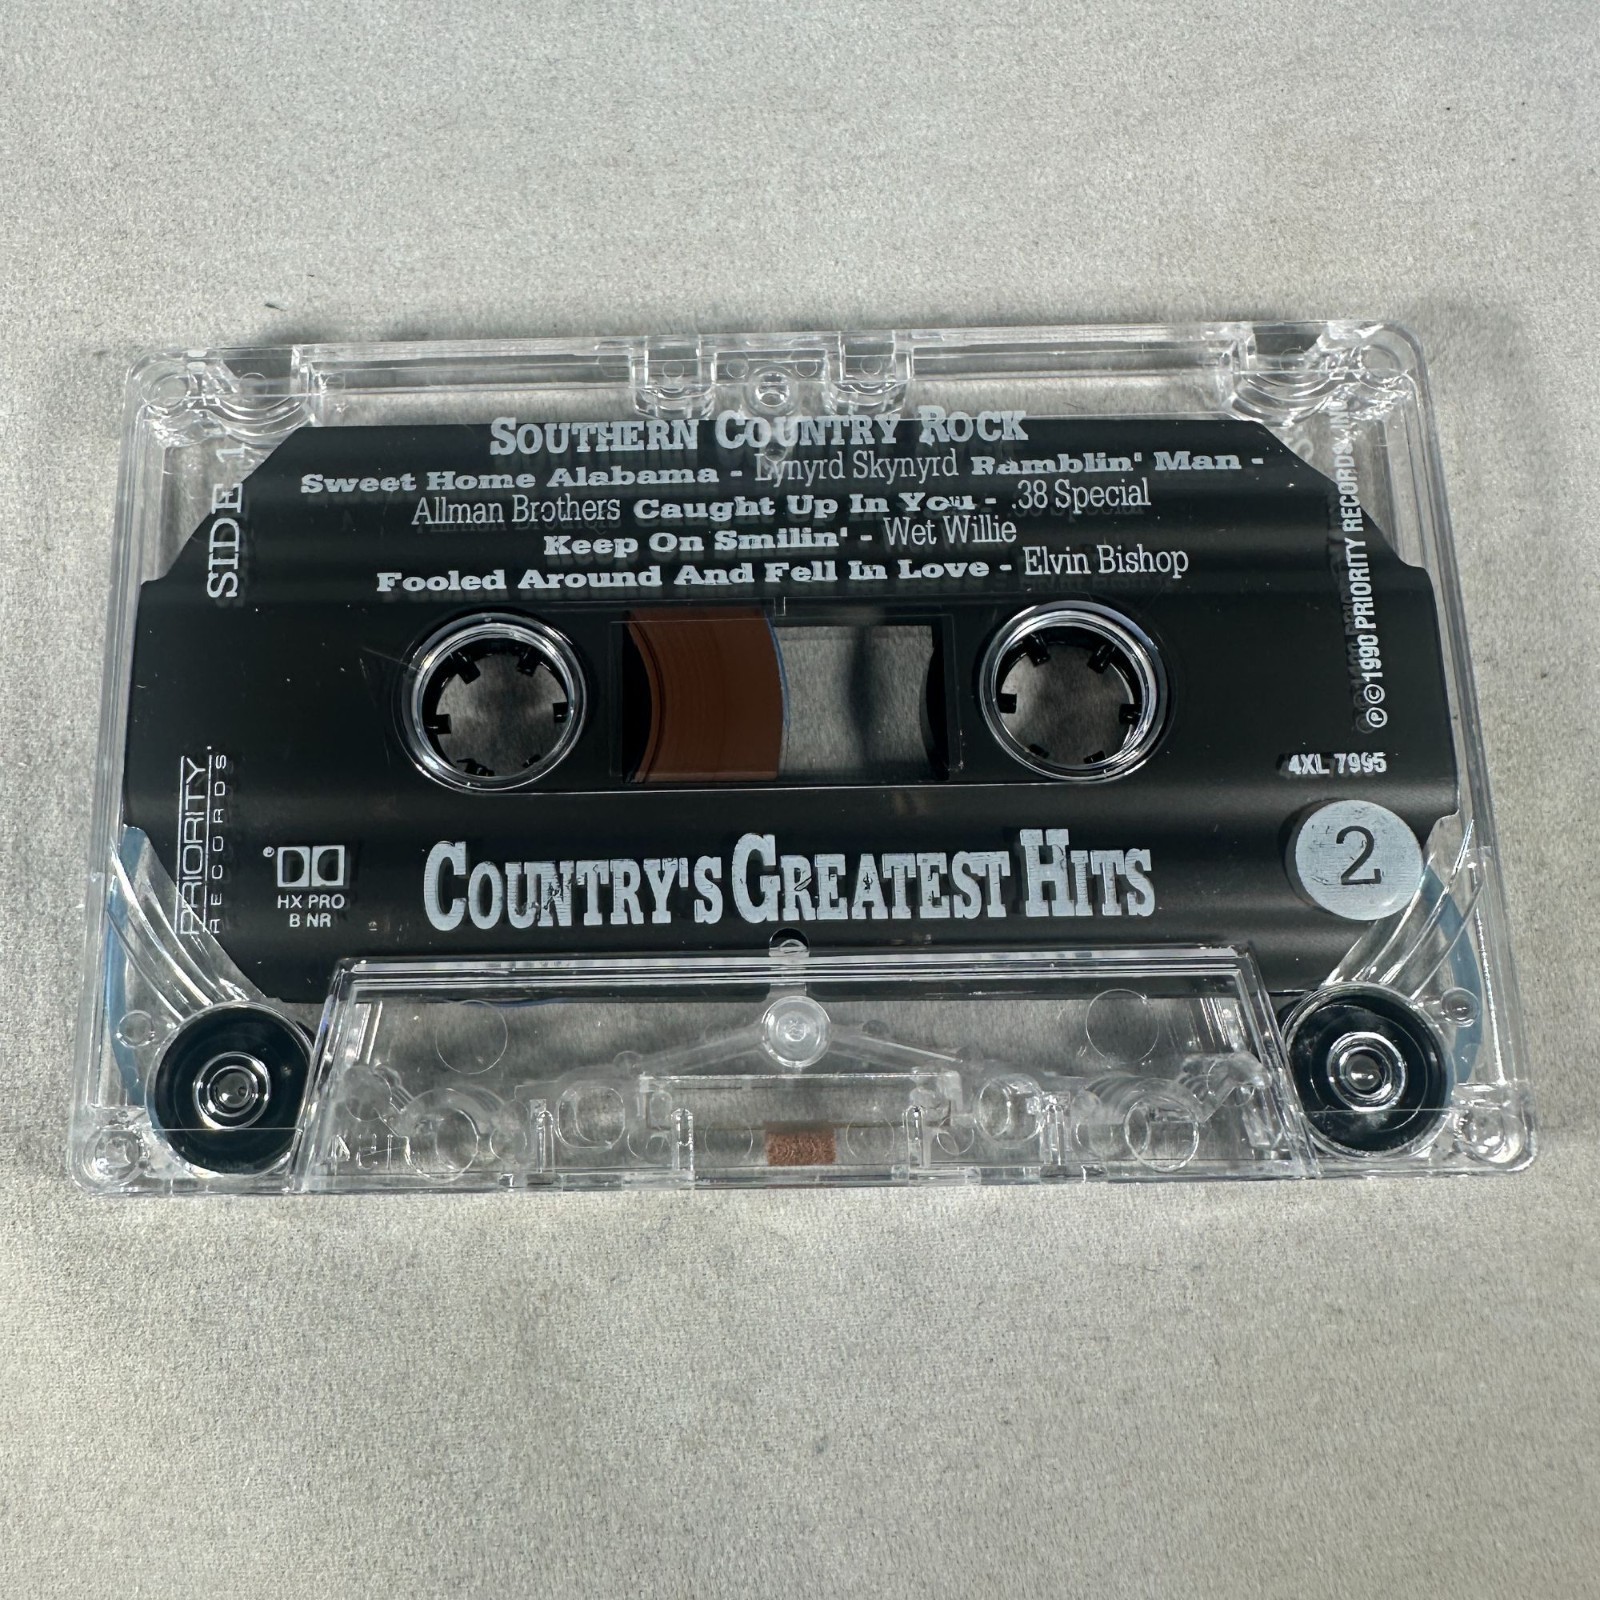 SOUTHERN COUNTRY ROCK
Sweet Home Alabama - Lynyrd Skynyrd Ramblin' Man -
Allman Brothers Caught Up In You - .38 Special
Keep On Smilin' - Wet Willie
Fooled Around And Fell In Love - Elvin Bishop
SIDE 1
℗©1990 PRIORITY RECORDS, INC.
4XL 7995
PRIORITY
RECORDS.
HX PRO
B NR
COUNTRY'S GREATEST HITS
2